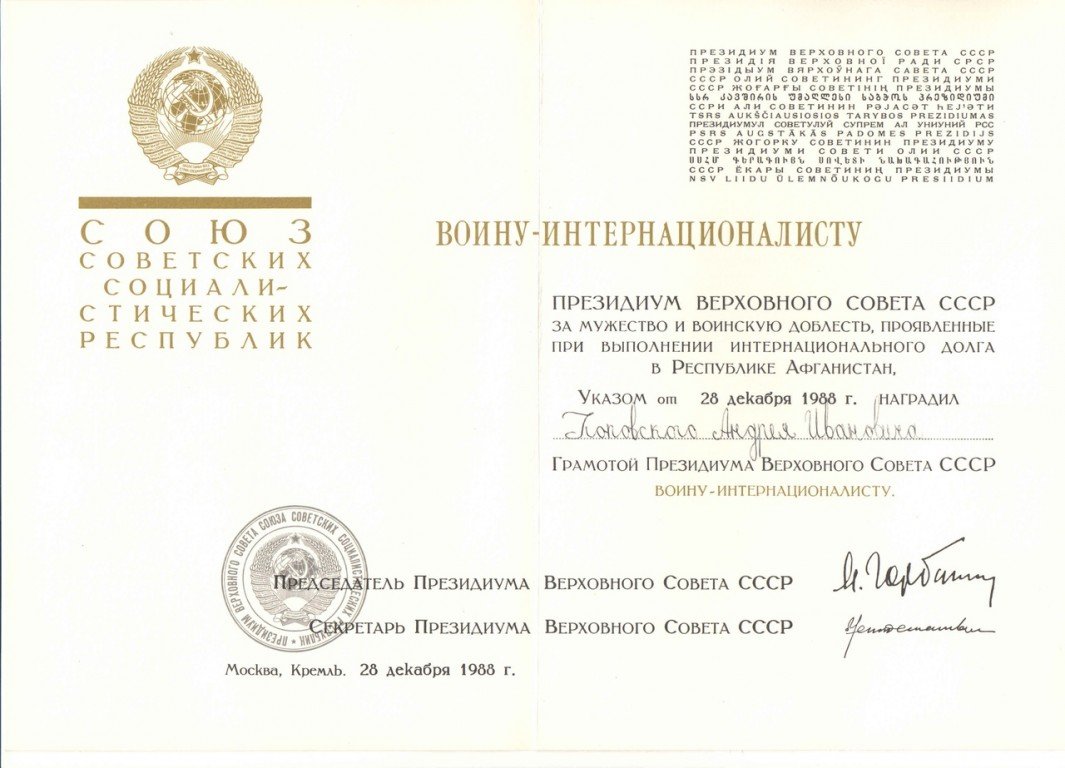 СОЮЗ
СОВЕТСКИХ
СОЦИАЛИ-
СТИЧЕСКИХ
РЕСПУБЛИК
ПРЕЗИДИУМ ВЕРХОВНОГО СОВЕТА СССР
ПРЕЗИДІЯ ВЕРХОВНОЇ РАДИ СРСР
ПРЭЗІДЫУМ ВЯРХОЎНАГА САВЕТА СССР
СССР ОЛИЙ СОВЕТИНИНГ ПРЕЗИДИУМИ
СССР ЖОҒАРҒЫ СОВЕТІНІҢ ПРЕЗИДИУМЫ
სსრ კავშირის უმაღლესი საბჭოს პრეზიდიუმი
ССРИ АЛИ СОВЕТИНИН РӘЈАСӘТ ҺЕЈ'ӘТИ
TSRS AUKŠČIAUSIOSIOS TARYBOS PREZIDIUMAS
ПРЕЗИДИУМУЛ СОВЕТУЛУЙ СУПРЕМ АЛ УНИУНИЙ РСС
PSRS AUGSTĀKĀS PADOMES PREZIDIJS
СССР ЖОГОРКУ СОВЕТИНИН ПРЕЗИДИУМУ
ПРЕЗИДИУМИ СОВЕТИ ОЛИИ СССР
ՍՍՀՄ ԳԵՐԱԳՈՒՅՆ ՍՈՎԵՏԻ ՆԱԽԱԳԱՀՈՒԹՅՈՒՆ
СССР ЁКАРЫ СОВЕТИНИҢ ПРЕЗИДИУМЫ
NSV LIIDU ÜLEMNÕUKOGU PRESIIDIUM
ВОИНУ-ИНТЕРНАЦИОНАЛИСТУ
ПРЕЗИДИУМ ВЕРХОВНОГО СОВЕТА СССР
ЗА МУЖЕСТВО И ВОИНСКУЮ ДОБЛЕСТЬ, ПРОЯВЛЕННЫЕ
ПРИ ВЫПОЛНЕНИИ ИНТЕРНАЦИОНАЛЬНОГО ДОЛГА
В РЕСПУБЛИКЕ АФГАНИСТАН,
УКАЗОМ от 28 декабря 1988 г. НАГРАДИЛ
Поповского Андрея Ивановича
ГРАМОТОЙ ПРЕЗИДИУМА ВЕРХОВНОГО СОВЕТА СССР
ВОИНУ-ИНТЕРНАЦИОНАЛИСТУ.
ПРЕЗИДИУМ ВЕРХОВНОГО СОВЕТА СОЮЗА СОВЕТСКИХ СОЦИАЛИСТИЧЕСКИХ РЕСПУБЛИК
ПРЕДСЕДАТЕЛЬ ПРЕЗИДИУМА ВЕРХОВНОГО СОВЕТА СССР М. Горбачев
СЕКРЕТАРЬ ПРЕЗИДИУМА ВЕРХОВНОГО СОВЕТА СССР
Москва, Кремль. 28 декабря 1988 г.